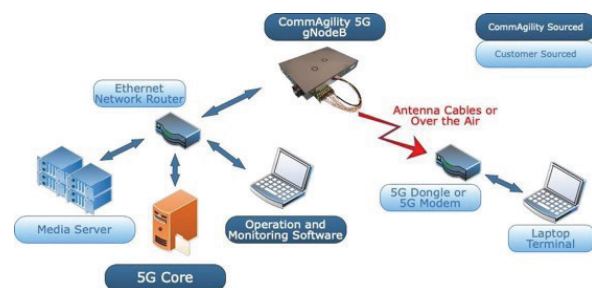 CommAgility 5G
gNodeB
CommAgility Sourced
Customer Sourced
Ethernet
Network Router
Antenna Cables or
Over the Air
Media Server
Operation and
Monitoring Software
5G Dongle or
5G Modem
Laptop
Terminal
5G Core